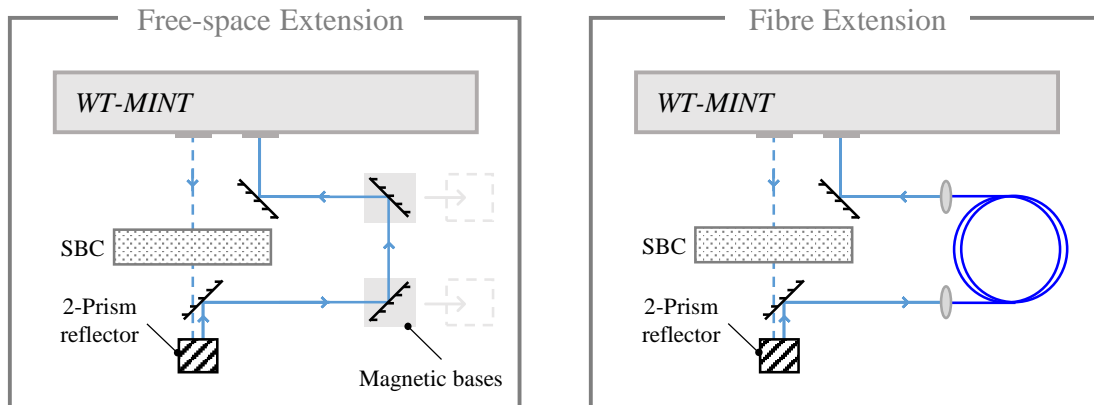 Free-space Extension
WT-MINT
SBC
2-Prism
reflector
Magnetic bases
Fibre Extension
WT-MINT
SBC
2-Prism
reflector